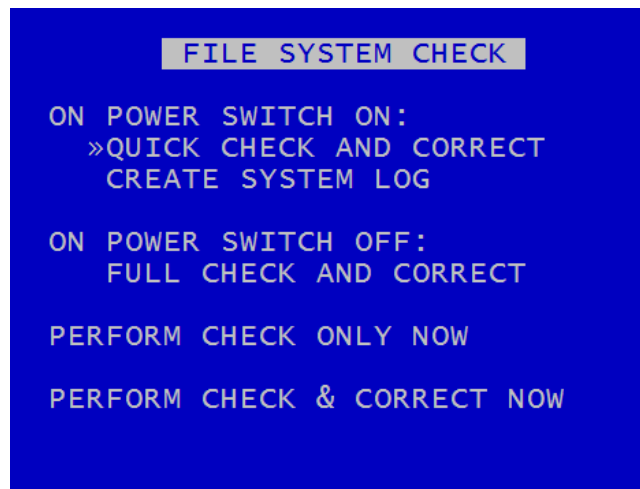 FILE SYSTEM CHECK
ON POWER SWITCH ON:
»QUICK CHECK AND CORRECT
CREATE SYSTEM LOG
ON POWER SWITCH OFF:
FULL CHECK AND CORRECT
PERFORM CHECK ONLY NOW
PERFORM CHECK & CORRECT NOW